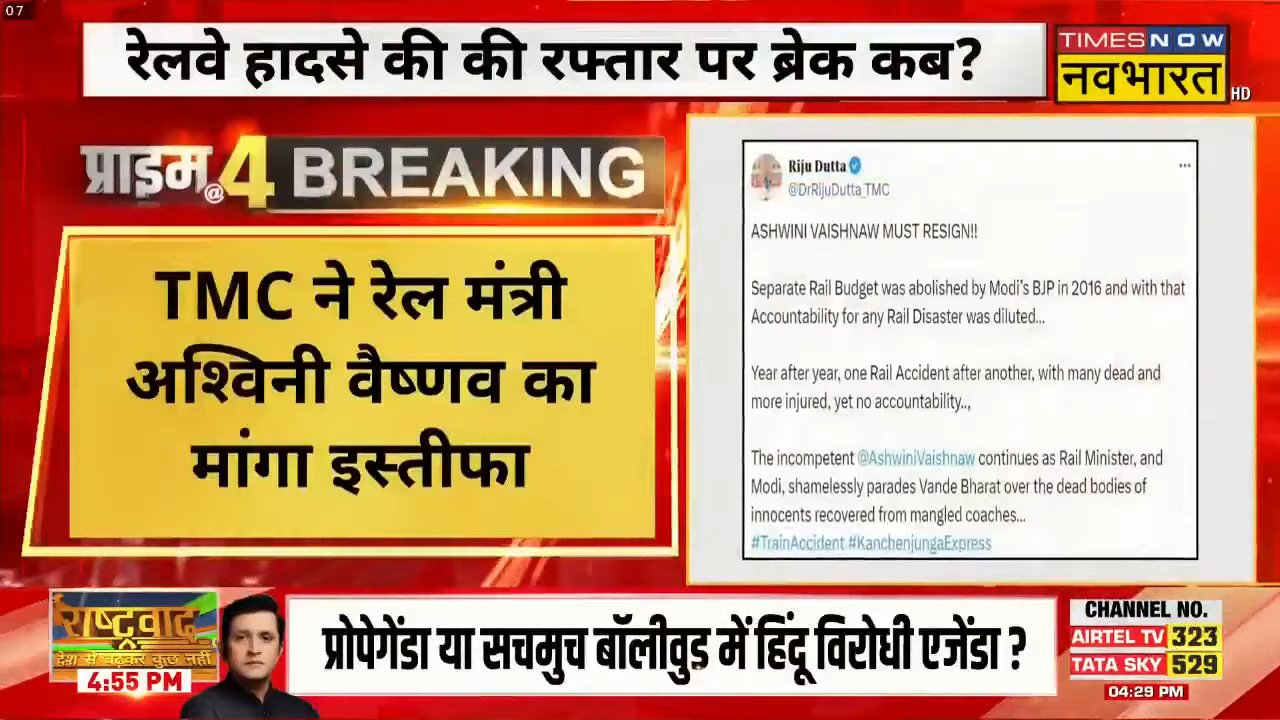 07
रेलवे हादसे की की रफ्तार पर ब्रेक कब?
TIMES NOW
नवभारत
HD
प्राइम@4 BREAKING
TMC ने रेल मंत्री
अश्विनी वैष्णव का
मांगा इस्तीफा
Riju Dutta
@DrRijuDutta_TMC
ASHWINI VAISHNAW MUST RESIGN!!
Separate Rail Budget was abolished by Modi's BJP in 2016 and with that
Accountability for any Rail Disaster was diluted...
Year after year, one Rail Accident after another, with many dead and
more injured, yet no accountability..,
The incompetent @AshwiniVaishnaw continues as Rail Minister, and
Modi, shamelessly parades Vande Bharat over the dead bodies of
innocents recovered from mangled coaches...
#TrainAccident #KanchenjungaExpress
राष्ट्रवाद
देश से बढ़कर कुछ नहीं
4:55 PM
प्रोपेगेंडा या सचमुच बॉलीवुड में हिंदू विरोधी एजेंडा ?
CHANNEL NO.
AIRTEL TV 323
TATA SKY 529
04:29 PM